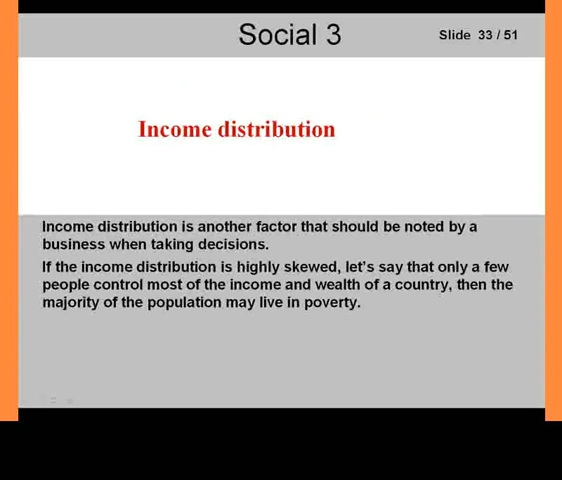 Social 3
Slide 33 / 51
Income distribution
Income distribution is another factor that should be noted by a
business when taking decisions.
If the income distribution is highly skewed, let's say that only a few
people control most of the income and wealth of a country, then the
majority of the population may live in poverty.